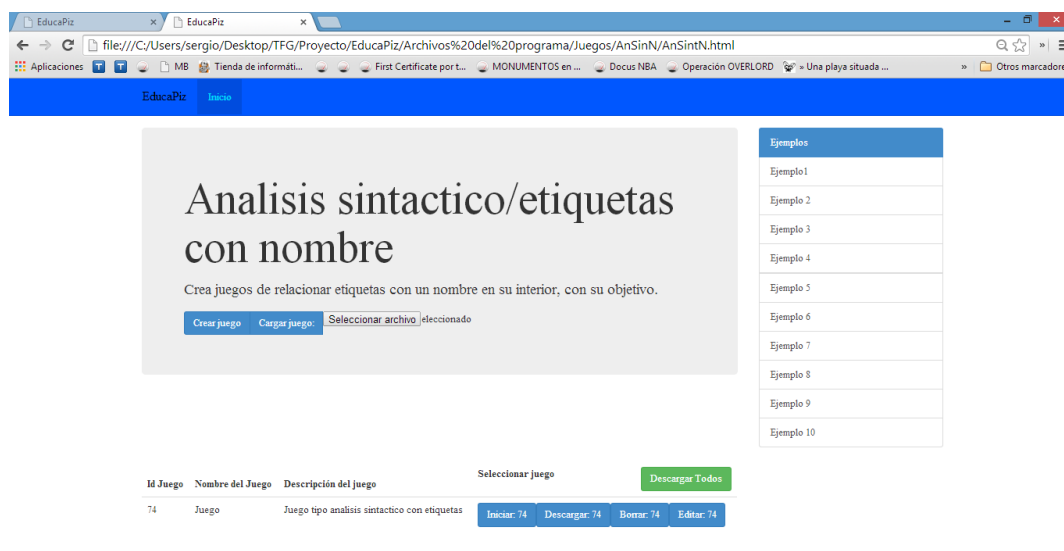 EducaPiz
EducaPiz
file:///C:/Users/sergio/Desktop/TFG/Proyecto/EducaPiz/Archivos%20del%20programa/Juegos/AnSinN/AnSintN.html
Aplicaciones MB Tienda de informáti... First Certificate por t... MONUMENTOS en ... Docus NBA Operación OVERLORD » Una playa situada ... » Otros marcadore
EducaPiz Inicio
Analisis sintactico/etiquetas
con nombre
Crea juegos de relacionar etiquetas con un nombre en su interior, con su objetivo.
Crear juego Cargar juego: Seleccionar archivo eleccionado
Ejemplos
Ejemplo1
Ejemplo 2
Ejemplo 3
Ejemplo 4
Ejemplo 5
Ejemplo 6
Ejemplo 7
Ejemplo 8
Ejemplo 9
Ejemplo 10
Id Juego Nombre del Juego Descripción del juego Seleccionar juego Descargar Todos
74 Juego Juego tipo analisis sintactico con etiquetas Iniciar: 74 Descargar: 74 Borrar: 74 Editar: 74